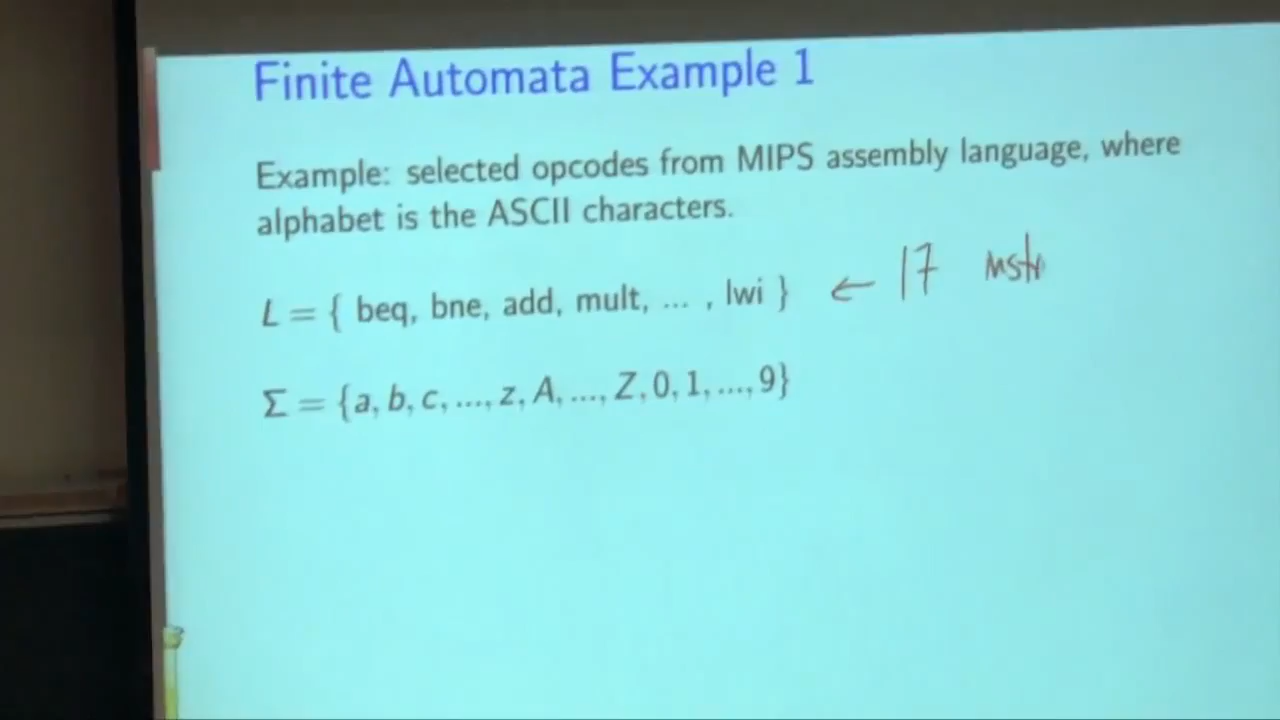 Finite Automata Example 1
Example: selected opcodes from MIPS assembly language, where
alphabet is the ASCII characters.
L = { beq, bne, add, mult, ... , lwi } ← 17 instr
Σ = {a, b, c, ..., z, A, ..., Z, 0, 1, ..., 9}